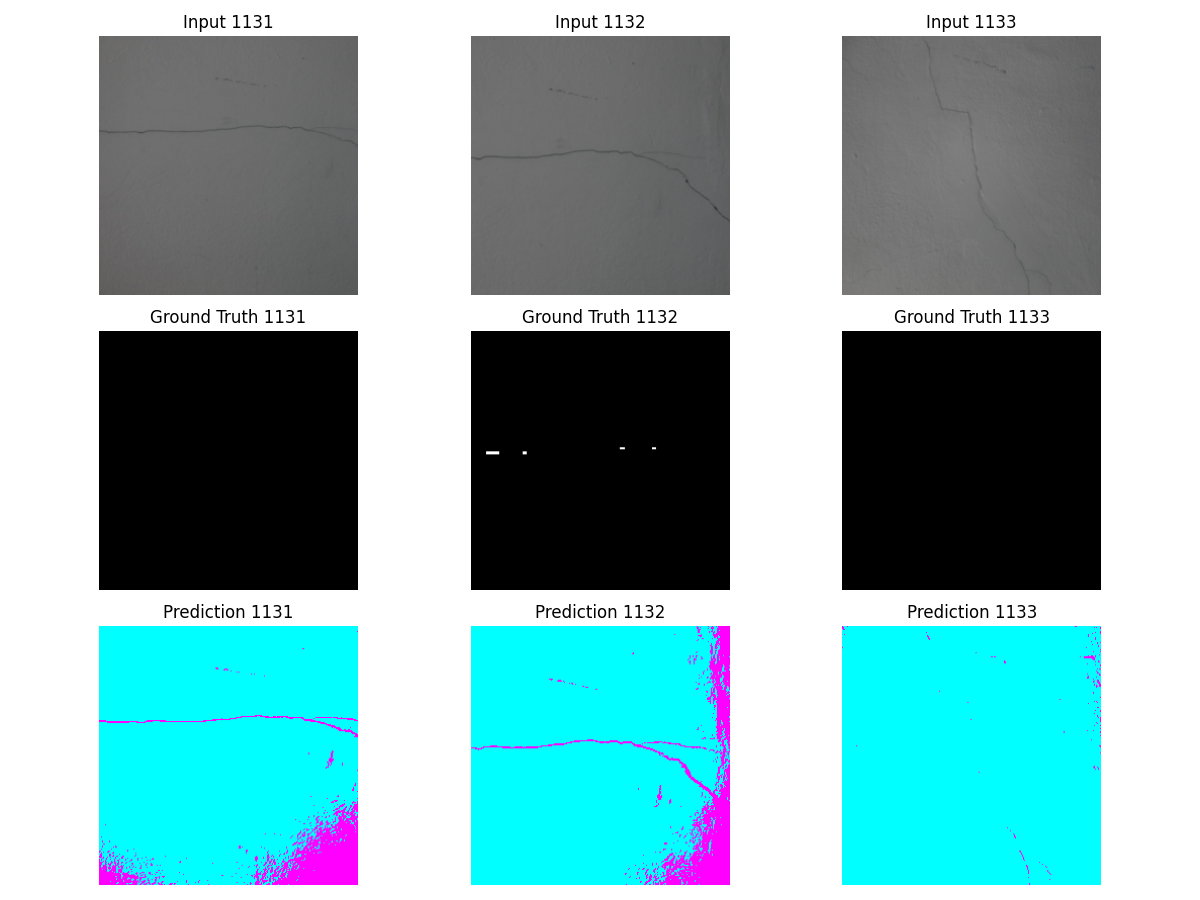 Input 1131
Input 1132
Input 1133
Ground Truth 1131
Ground Truth 1132
Ground Truth 1133
Prediction 1131
Prediction 1132
Prediction 1133